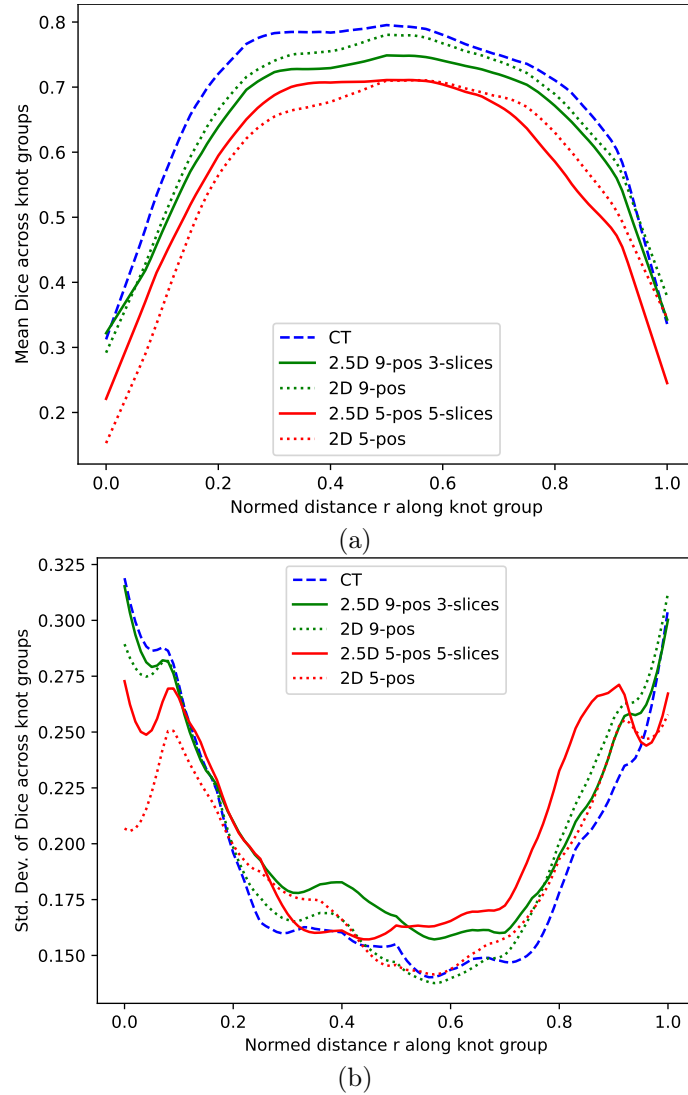 0.8
0.7
0.6
0.5
0.4
0.3
0.2
Mean Dice across knot groups
CT
2.5D 9-pos 3-slices
2D 9-pos
2.5D 5-pos 5-slices
2D 5-pos
0.0 0.2 0.4 0.6 0.8 1.0
Normed distance r along knot group
(a)
0.325
0.300
0.275
0.250
0.225
0.200
0.175
0.150
Std. Dev. of Dice across knot groups
CT
2.5D 9-pos 3-slices
2D 9-pos
2.5D 5-pos 5-slices
2D 5-pos
0.0 0.2 0.4 0.6 0.8 1.0
Normed distance r along knot group
(b)